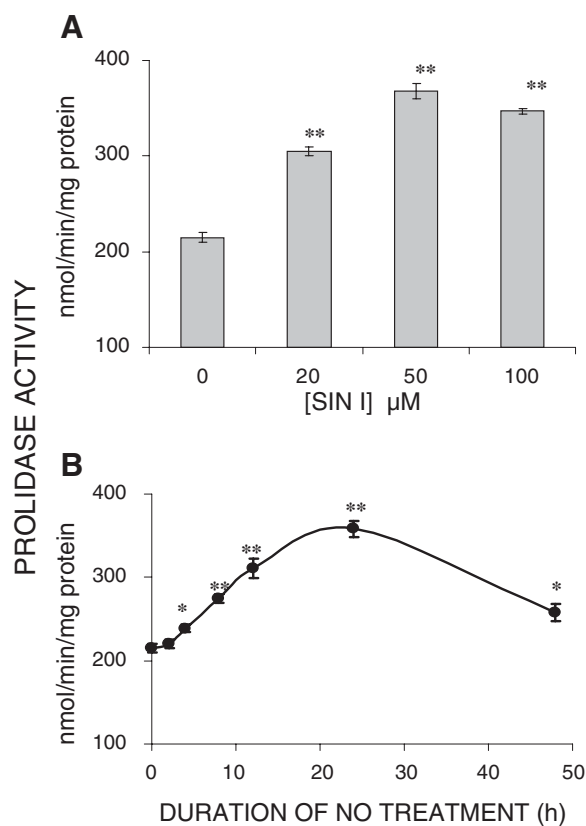 A
PROLIDASE ACTIVITY
nmol/min/mg protein
400
300
200
100
**
**
**
0 20 50 100
[SIN I] µM
B
nmol/min/mg protein
400
300
200
100
*
**
**
**
*
0 10 20 30 40 50
DURATION OF NO TREATMENT (h)